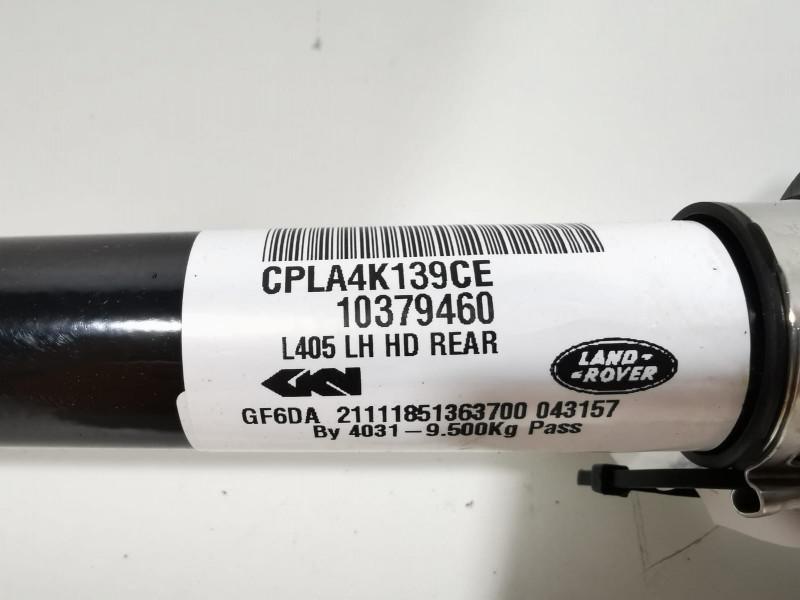 CPLA4K139CE
10379460
L405 LH HD REAR
GKN
LAND-
-ROVER
GF6DA 21111851363700 043157
By 4031-9.500Kg Pass